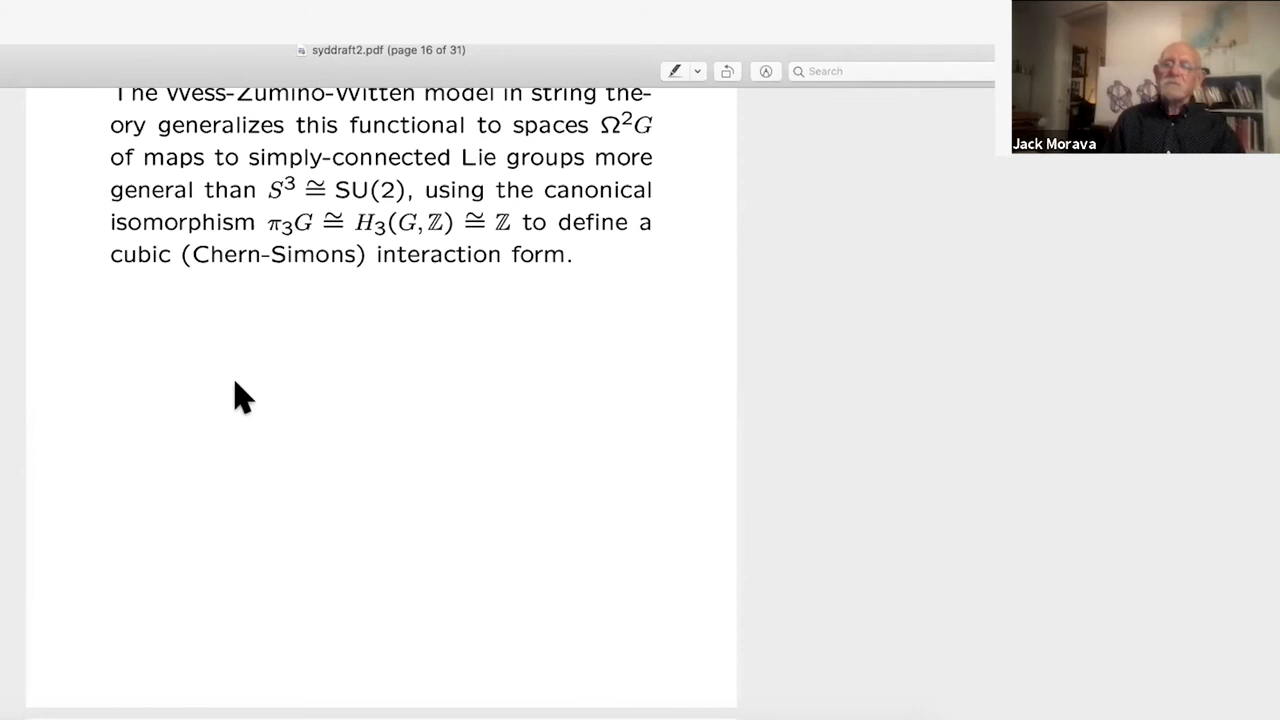 syddraft2.pdf (page 16 of 31)
Search
Jack Morava
The Wess-Zumino-Witten model in string the-
ory generalizes this functional to spaces Ω²G
of maps to simply-connected Lie groups more
general than S³ ≅ SU(2), using the canonical
isomorphism π₃G ≅ H₃(G, ℤ) ≅ ℤ to define a
cubic (Chern-Simons) interaction form.